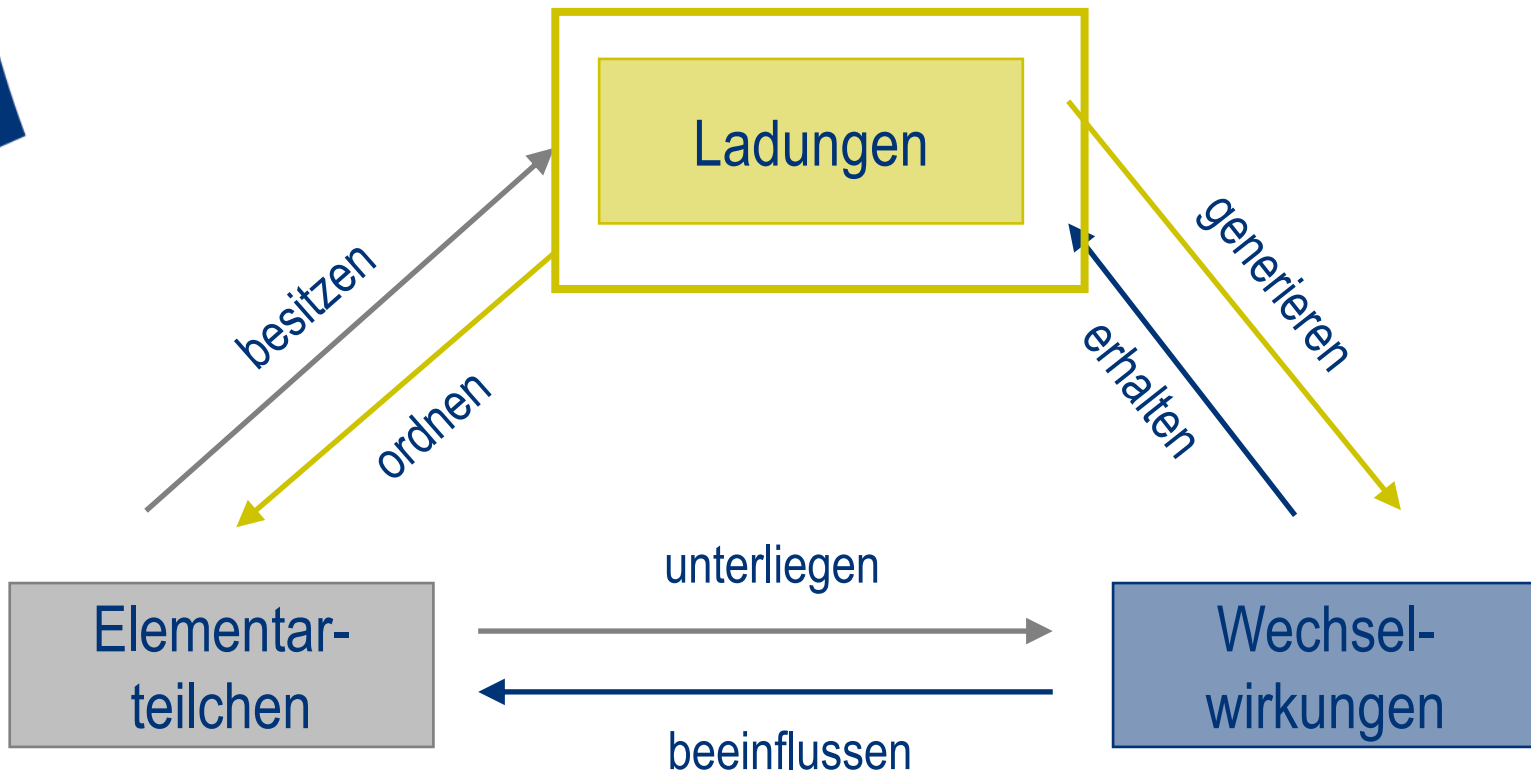 Ladungen
besitzen
ordnen
generieren
erhalten
unterliegen
Elementar-
teilchen
Wechsel-
wirkungen
beeinflussen